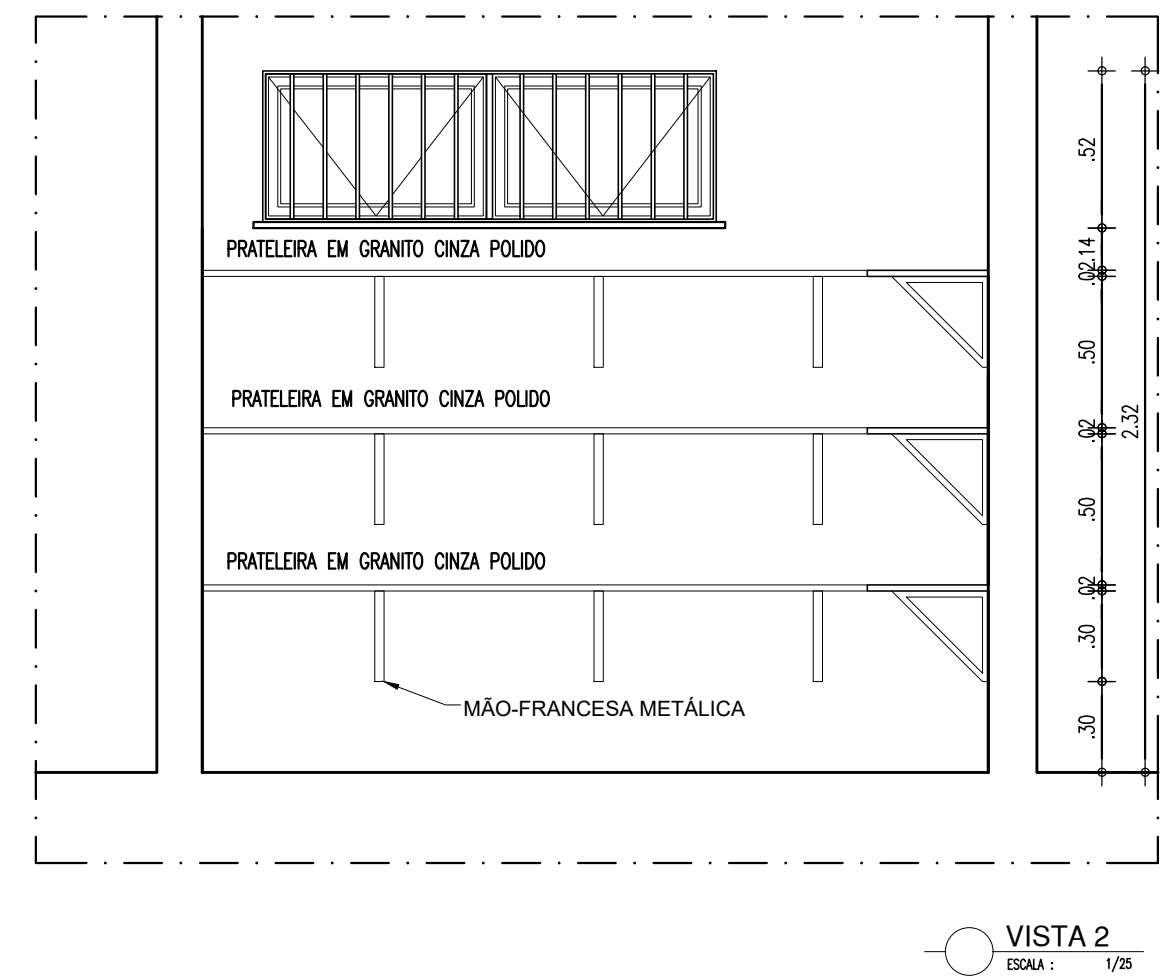 .52
PRATELEIRA EM GRANITO CINZA POLIDO
.14
.02
.50
PRATELEIRA EM GRANITO CINZA POLIDO
.02
2.32
.50
PRATELEIRA EM GRANITO CINZA POLIDO
.02
.30
MÃO-FRANCESA METÁLICA
.30
VISTA 2
ESCALA : 1/25